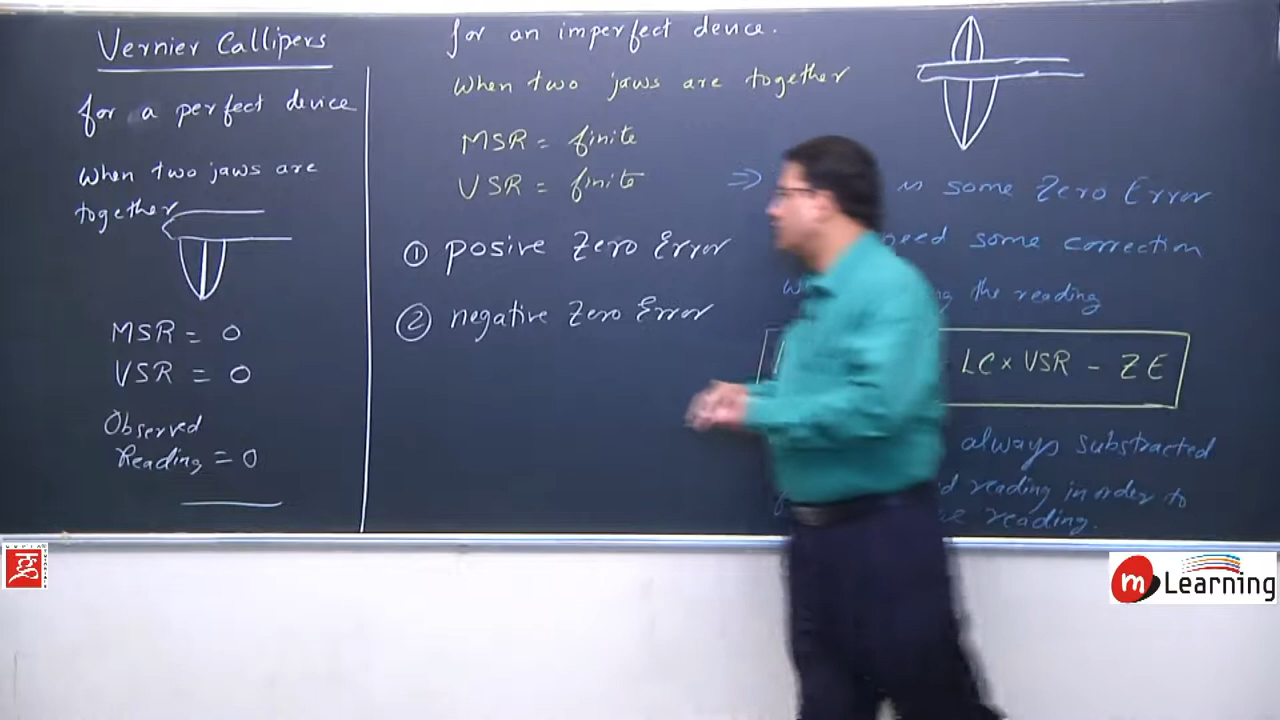 Vernier Callipers
for a perfect device
When two jaws are
together
MSR = 0
VSR = 0
Observed
Reading = 0
for an imperfect device.
When two jaws are together
MSR = finite
VSR = finite
① posive Zero Error
② negative Zero Error
⇒ is some Zero Error
need some correction
the reading
LC × VSR - ZE
always substracted
reading in order to
reading.
m Learning